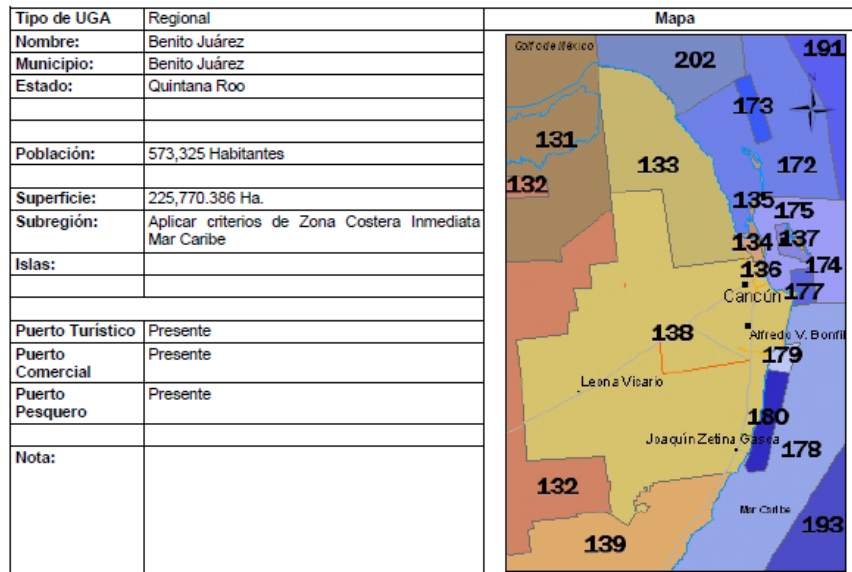 Tipo de UGA Regional Mapa
Nombre: Benito Juárez
Municipio: Benito Juárez
Estado: Quintana Roo
Población: 573,325 Habitantes
Superficie: 225,770.386 Ha.
Subregión: Aplicar criterios de Zona Costera Inmediata
Mar Caribe
Islas:
Puerto Turístico Presente
Puerto Presente
Comercial
Puerto Presente
Pesquero
Nota:
Golfo de México
191
202
173
N
131
133
172
132
135
175
134
137
136
174
Cancún
177
138
Alfredo V. Bonfil
179
Leona Vicario
180
Joaquín Zetina Gasca
178
132
Mar Caribe
193
139